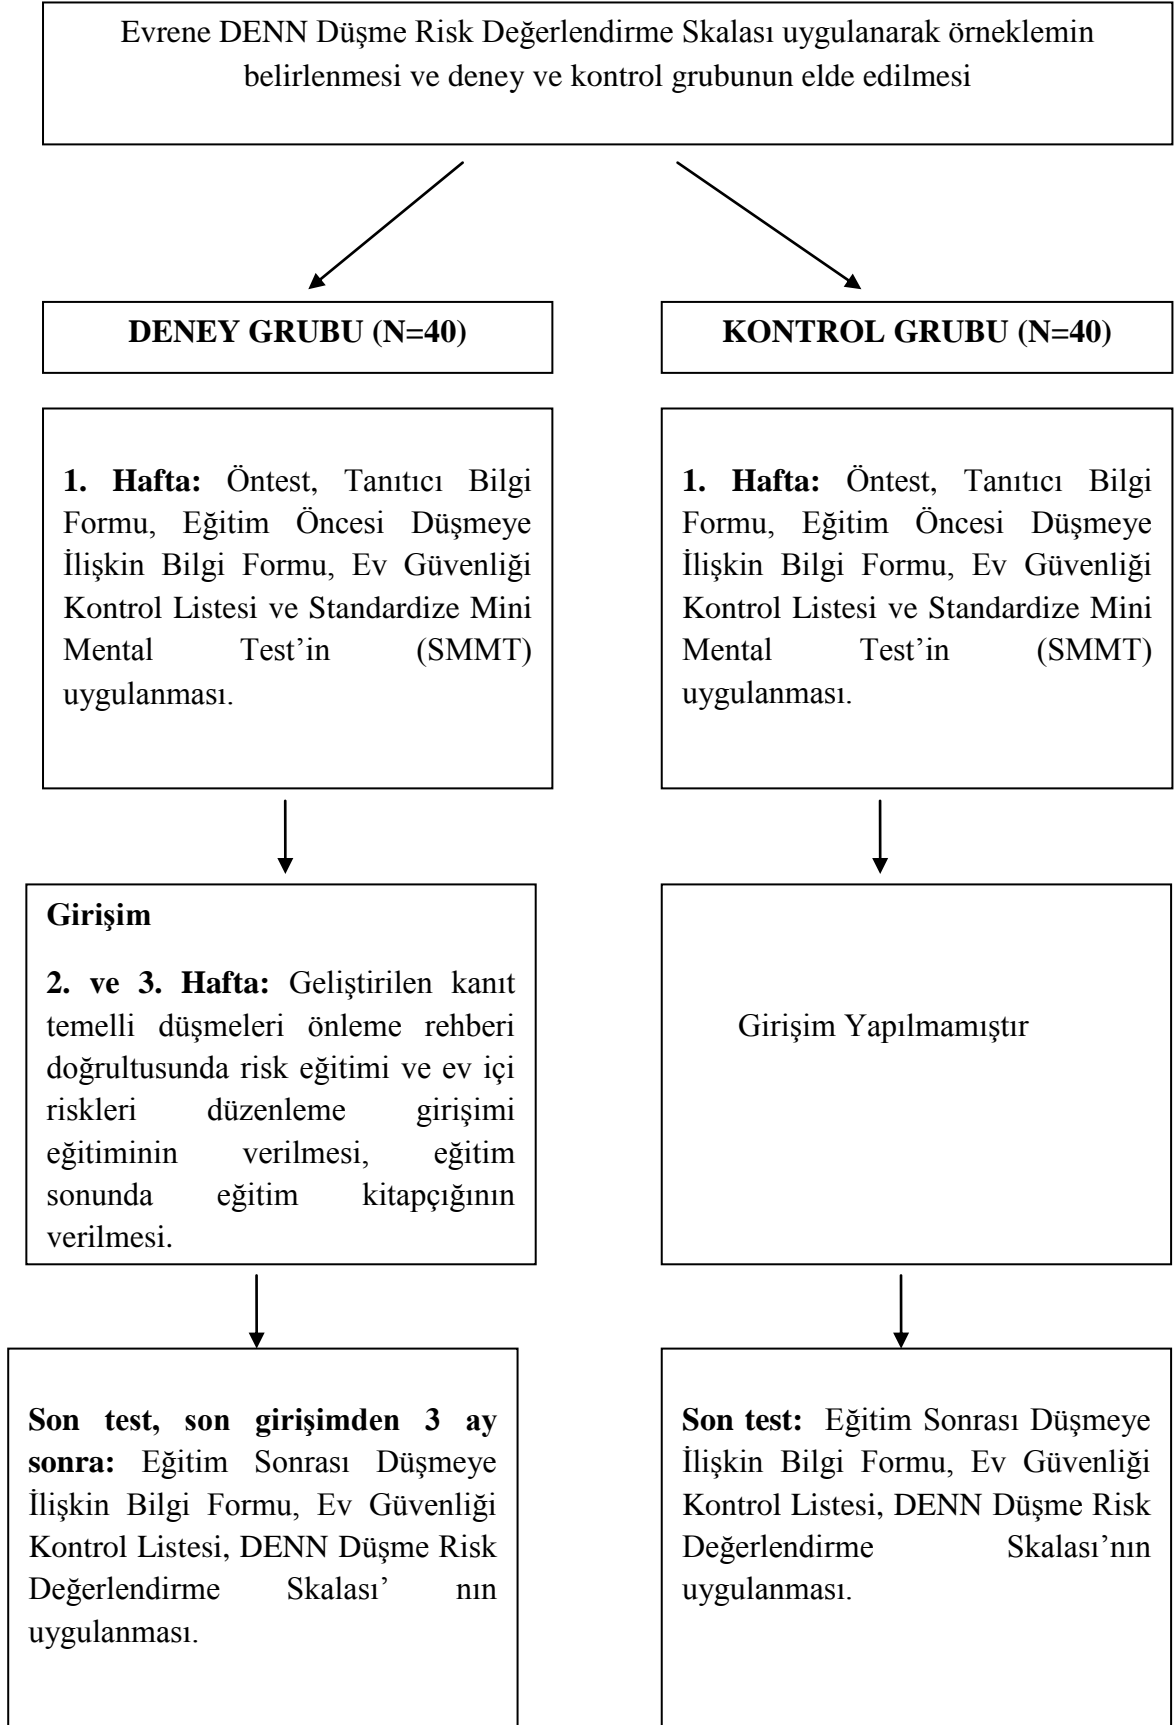 Evrene DENN Düşme Risk Değerlendirme Skalası uygulanarak örneklemin
belirlenmesi ve deney ve kontrol grubunun elde edilmesi
DENEY GRUBU (N=40)
KONTROL GRUBU (N=40)
1. Hafta: Öntest, Tanıtıcı Bilgi
Formu, Eğitim Öncesi Düşmeye
İlişkin Bilgi Formu, Ev Güvenliği
Kontrol Listesi ve Standardize Mini
Mental Test’in (SMMT)
uygulanması.
1. Hafta: Öntest, Tanıtıcı Bilgi
Formu, Eğitim Öncesi Düşmeye
İlişkin Bilgi Formu, Ev Güvenliği
Kontrol Listesi ve Standardize Mini
Mental Test’in (SMMT)
uygulanması.
Girişim
2. ve 3. Hafta: Geliştirilen kanıt
temelli düşmeleri önleme rehberi
doğrultusunda risk eğitimi ve ev içi
riskleri düzenleme girişimi
eğitiminin verilmesi, eğitim
sonunda eğitim kitapçığının
verilmesi.
Girişim Yapılmamıştır
Son test, son girişimden 3 ay
sonra: Eğitim Sonrası Düşmeye
İlişkin Bilgi Formu, Ev Güvenliği
Kontrol Listesi, DENN Düşme Risk
Değerlendirme Skalası’ nın
uygulanması.
Son test: Eğitim Sonrası Düşmeye
İlişkin Bilgi Formu, Ev Güvenliği
Kontrol Listesi, DENN Düşme Risk
Değerlendirme Skalası’nın
uygulanması.